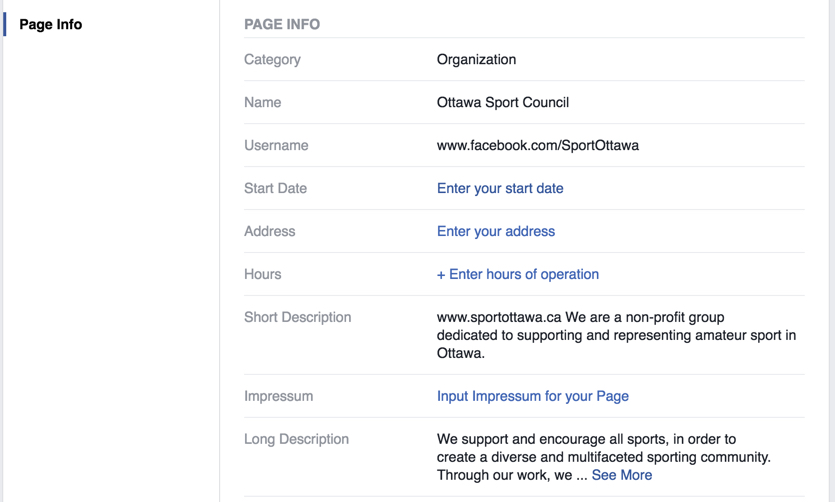 Page Info
PAGE INFO
Category Organization
Name Ottawa Sport Council
Username www.facebook.com/SportOttawa
Start Date Enter your start date
Address Enter your address
Hours + Enter hours of operation
Short Description www.sportottawa.ca We are a non-profit group
dedicated to supporting and representing amateur sport in
Ottawa.
Impressum Input Impressum for your Page
Long Description We support and encourage all sports, in order to
create a diverse and multifaceted sporting community.
Through our work, we ... See More